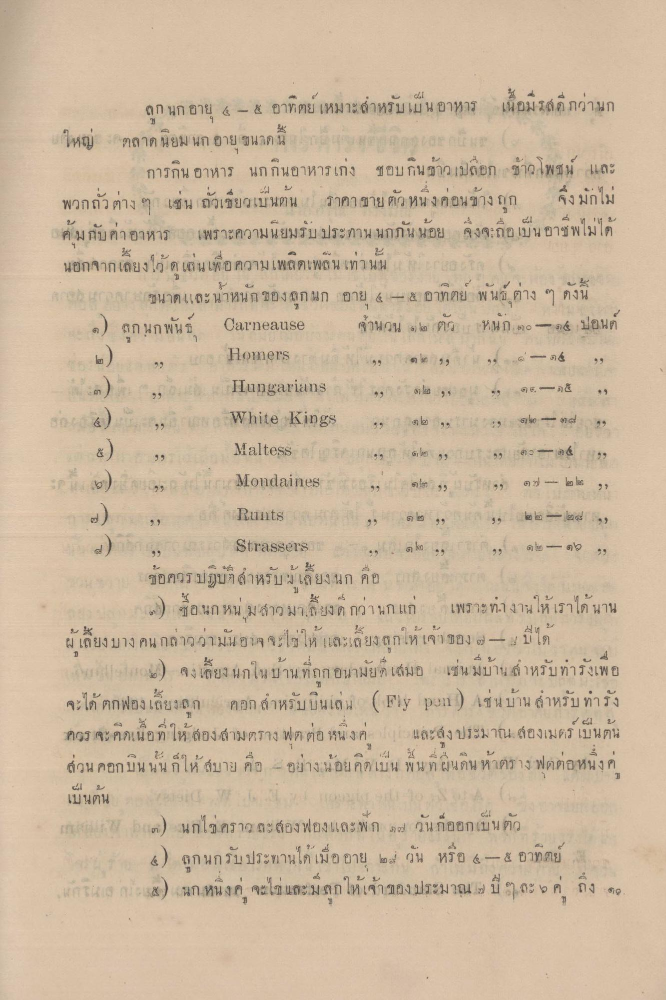 ลูกนกอายุ ๔ — ๕ อาทิตย์เหมาะสำหรับเป็นอาหาร เนื้อมีรสดีกว่านก
ใหญ่ ตลาดนิยมนกอายุขนาดนี้
การกินอาหาร นกกินอาหารเก่ง ชอบกินข้าวเปลือก ข้าวโพชน์ และ
พวกถั่วต่างๆ เช่น ถั่วเขียวเป็นต้น ราคาขายตัวหนึ่งค่อนข้างถูก จึงมักไม่
คุ้มกับค่าอาหาร เพราะความนิยมรับประทานนกกันน้อย จึงจะถือเป็นอาชีพไม่ได้
นอกจากเลี้ยงไว้ดูเล่นเพื่อความเพลิดเพลินเท่านั้น
ขนาดและน้ำหนักของลูกนก อายุ ๔ — ๕ อาทิตย์ พันธุ์ต่าง ๆ ดังนี้
๑) ลูกนกพันธุ์ Carneause จำนวน ๑๒ ตัว หนัก ๑๐ — ๑๔ ปอนด์
๒) ,, Homers ,, ๑๒ ,, ,, ๘ — ๑๔ ,,
๓) ,, Hungarians ,, ๑๒ ,, ,, — ๑๕ ,,
๔) ,, White Kings ,, ๑๒ ,, ,, ๑๒ — ๑๘ ,,
๕) ,, Maltess ,, ๑๒ ,, ,, ๑๐ — ๑๔ ,,
๖) ,, Mondaines ,, ๑๒ ,, ,, ๑๗ — ๒๒ ,,
๗) ,, Runts ,, ๑๒ ,, ,, ๒๒ — ๒๘ ,,
๘) ,, Strassers ,, ๑๒ ,, ,, ๑๒ — ๑๖ ,,
ข้อควรปฏิบัติสำหรับผู้เลี้ยงนก คือ
๑) ซื้อนกหนุ่มสาวมาเลี้ยงดีกว่านกแก่ เพราะทำงานให้เราได้นาน
ผู้เลี้ยงบางคนกล่าวว่ามันอาจจะไข่ให้ และเลี้ยงลูกให้เจ้าของ ๗ — ปีได้
๒) จงเลี้ยงนกในบ้านที่ถูกอนามัยดีเสมอ เช่นมีบ้านสำหรับทำรังเพื่อ
จะได้ตกฟองเลี้ยงลูก คอกสำหรับบินเล่น (Fly pen) เช่นบ้านสำหรับทำรัง
ควรจะคิดเนื้อที่ให้สองสามตรางฟุตต่อหนึ่งคู่ และสูงประมาณสองเมตร์เป็นต้น
ส่วนคอกบินนั้นก็ให้สบาย คือ — อย่างน้อยคิดเป็นพื้นที่ผืนดินห้าตรางฟุตต่อหนึ่งคู่
เป็นต้น
๓) นกไข่คราวละสองฟองและฟัก ๑๗ วันก็ออกเป็นตัว
๔) ลูกนกรับประทานได้เมื่ออายุ ๒๘ วัน หรือ ๔ — ๕ อาทิตย์
๕) นกหนึ่งคู่จะไข่และมีลูกให้เจ้าของประมาณ ๗ ปีๆละ ๖ คู่ ถึง